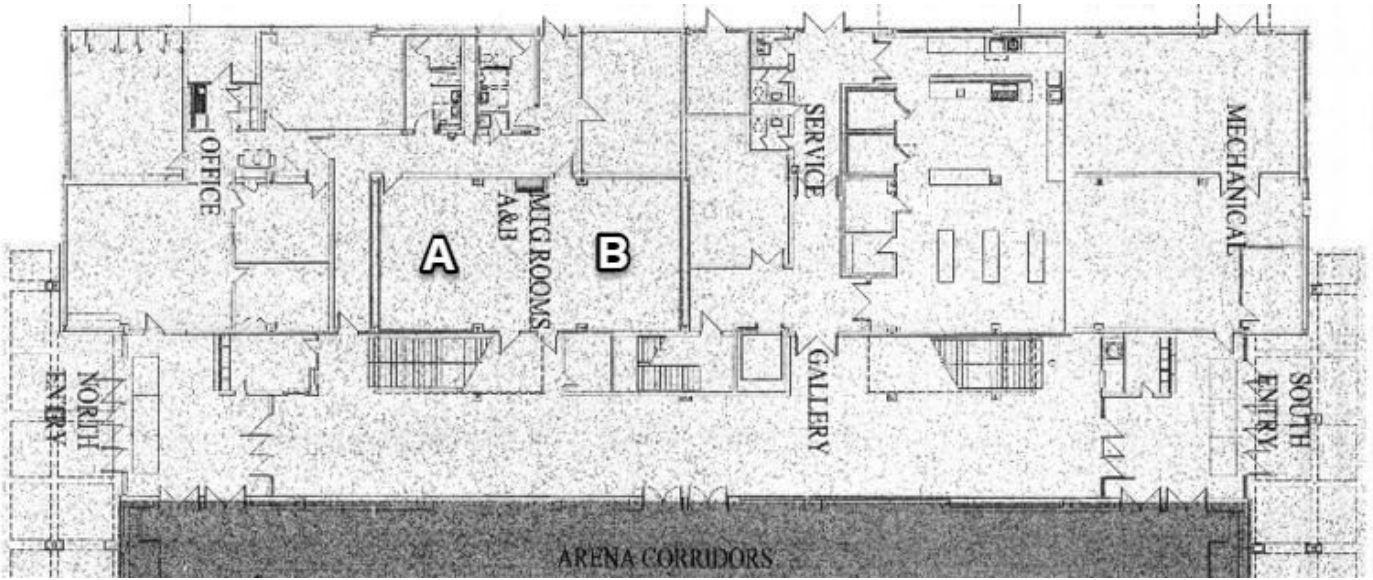 OFFICE
MTG ROOMS
A&B
A
B
SERVICE
MECHANICAL
GALLERY
NORTH
ENTRY
SOUTH
ENTRY
ARENA CORRIDORS